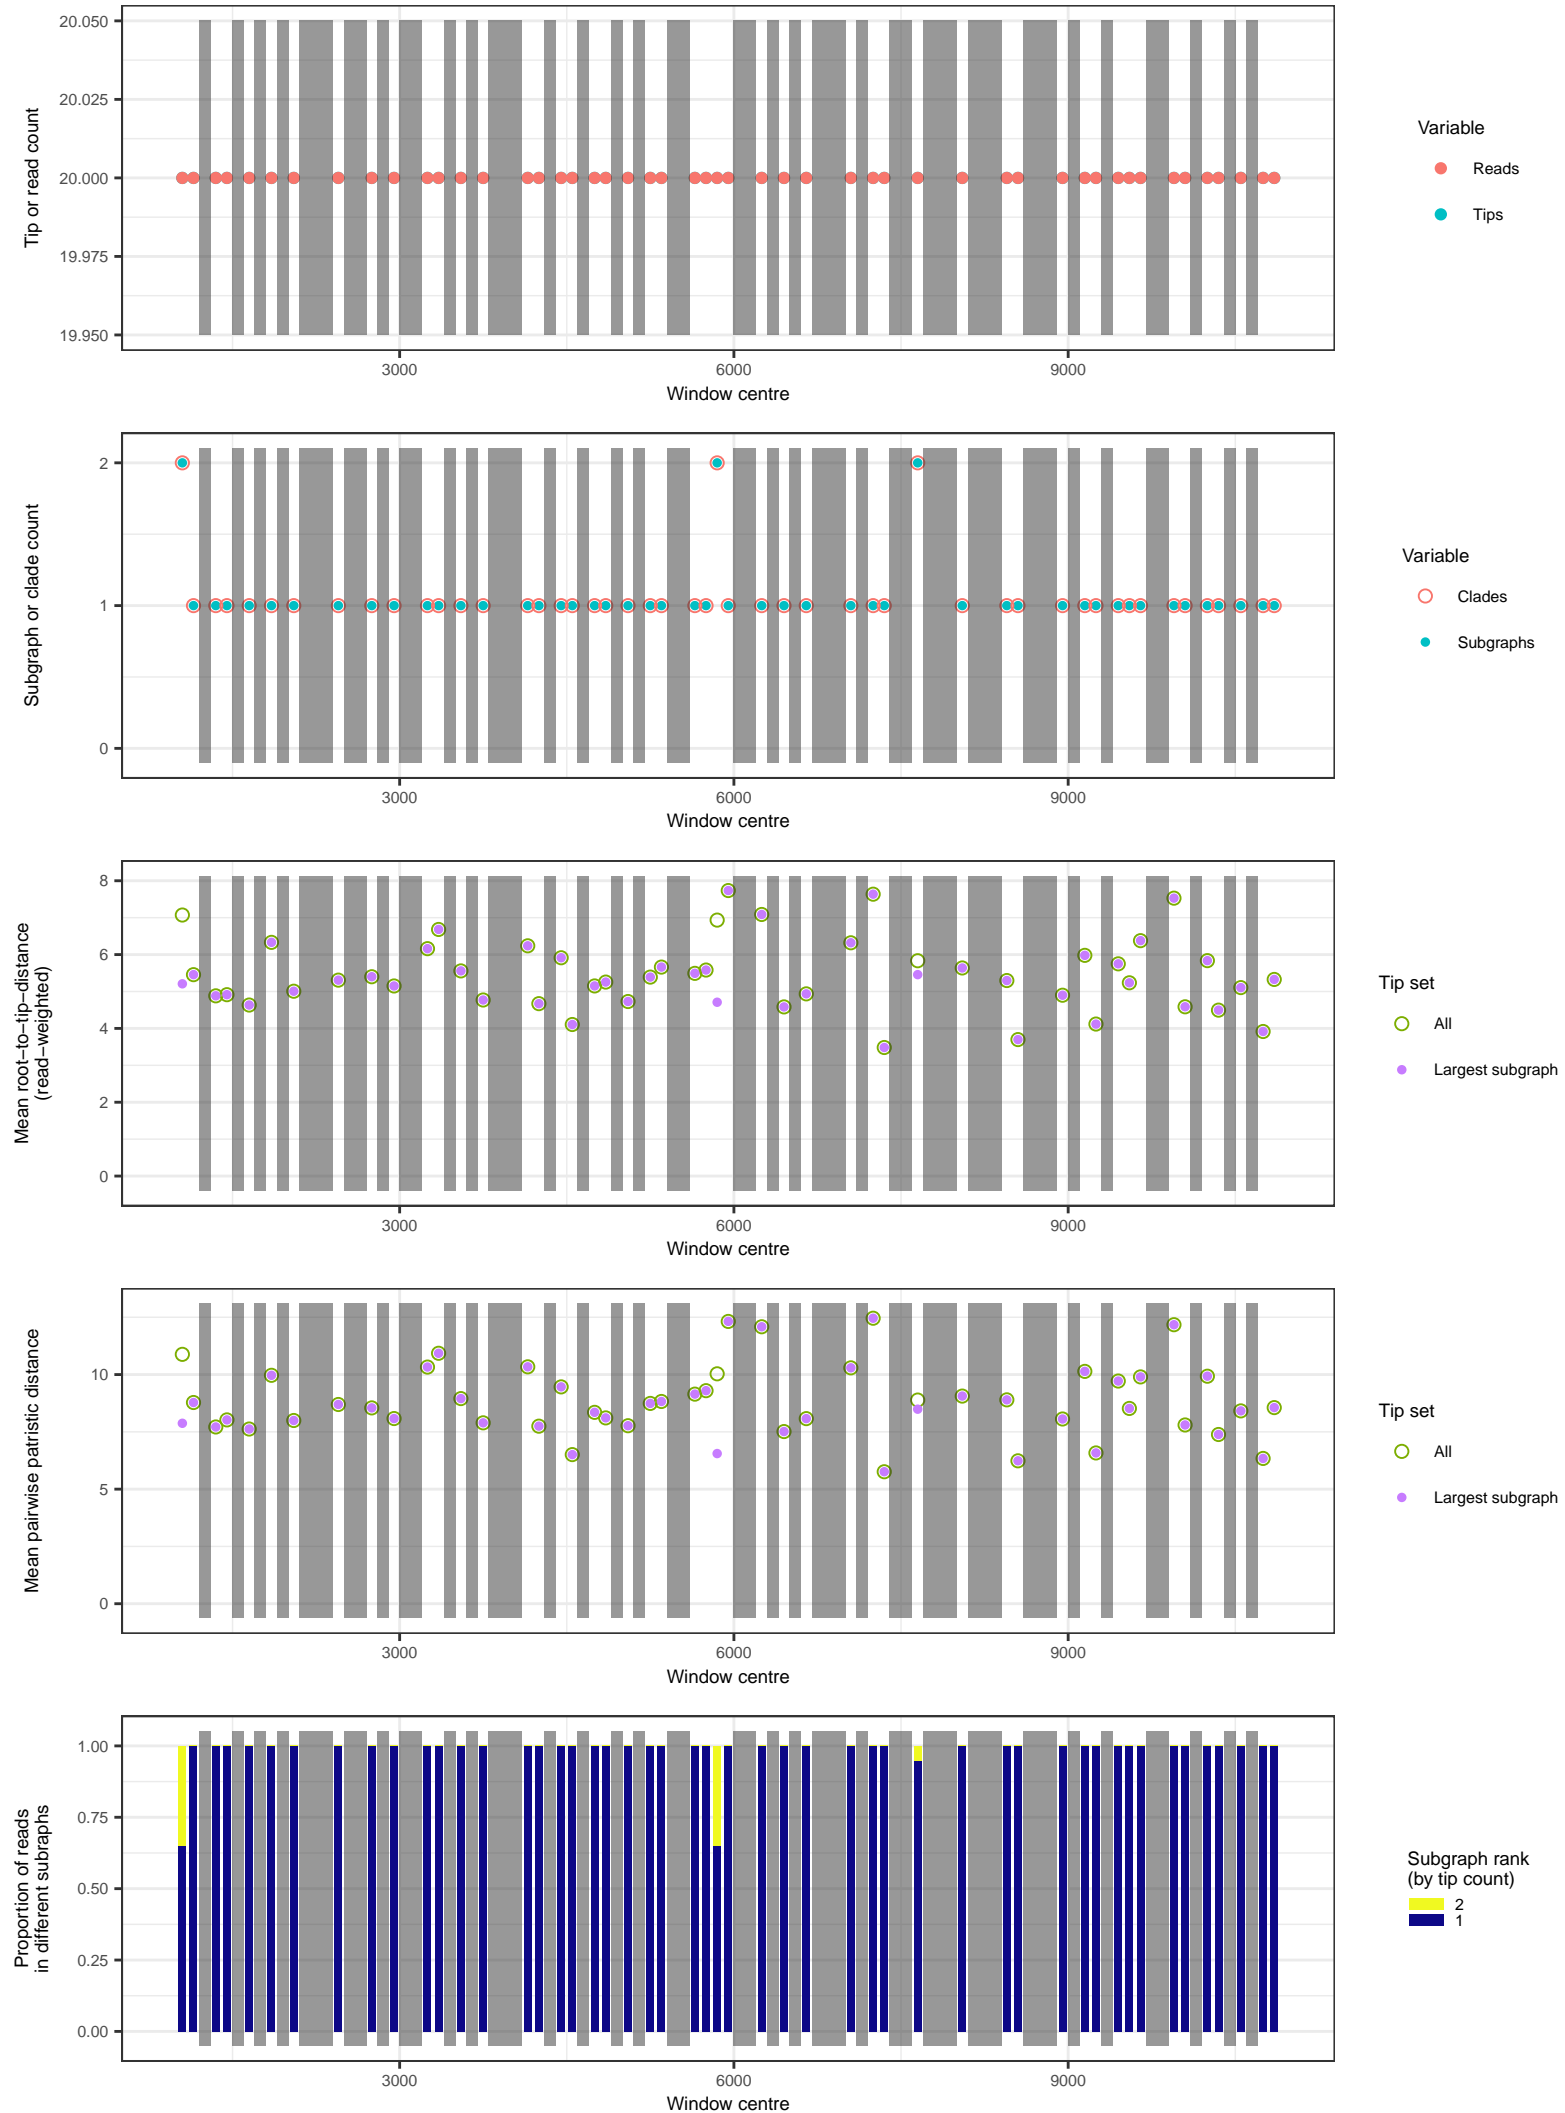 20.050
20.025
20.000
19.975
19.950
Tip or read count
3000
6000
9000
Window centre
Variable
Reads
Tips
2
1
0
Subgraph or clade count
3000
6000
9000
Window centre
Variable
Clades
Subgraphs
8
6
4
2
0
Mean root−to−tip−distance
(read−weighted)
3000
6000
9000
Window centre
Tip set
All
Largest subgraph
10
5
0
Mean pairwise patristic distance
3000
6000
9000
Window centre
Tip set
All
Largest subgraph
1.00
0.75
0.50
0.25
0.00
Proportion of reads
in different subraphs
3000
6000
9000
Window centre
Subgraph rank
(by tip count)
2
1